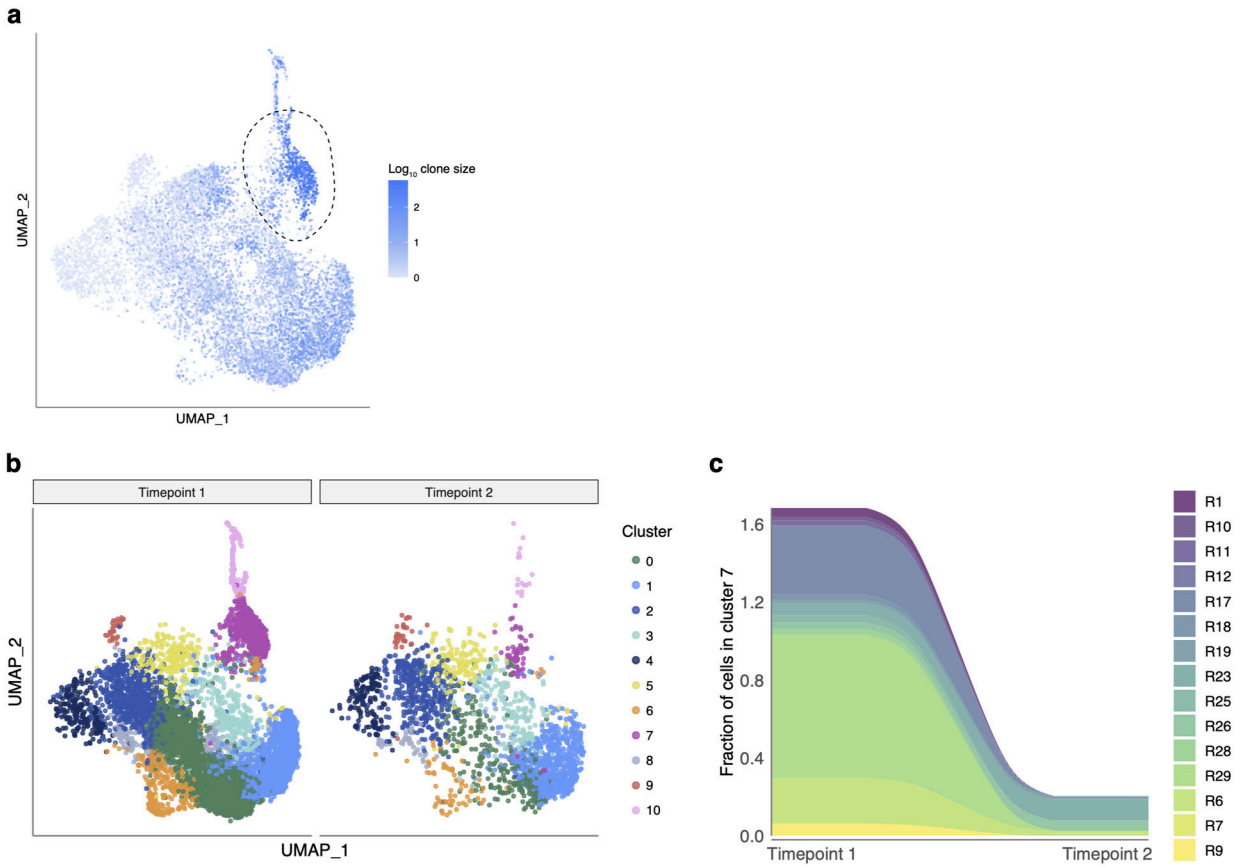 a
UMAP_2
UMAP_1
Log10 clone size
2
1
0
b
Timepoint 1
Timepoint 2
UMAP_2
UMAP_1
Cluster
0
1
2
3
4
5
6
7
8
9
10
c
Fraction of cells in cluster 7
1.6
1.2
0.8
0.4
0.0
Timepoint 1
Timepoint 2
R1
R10
R11
R12
R17
R18
R19
R23
R25
R26
R28
R29
R6
R7
R9